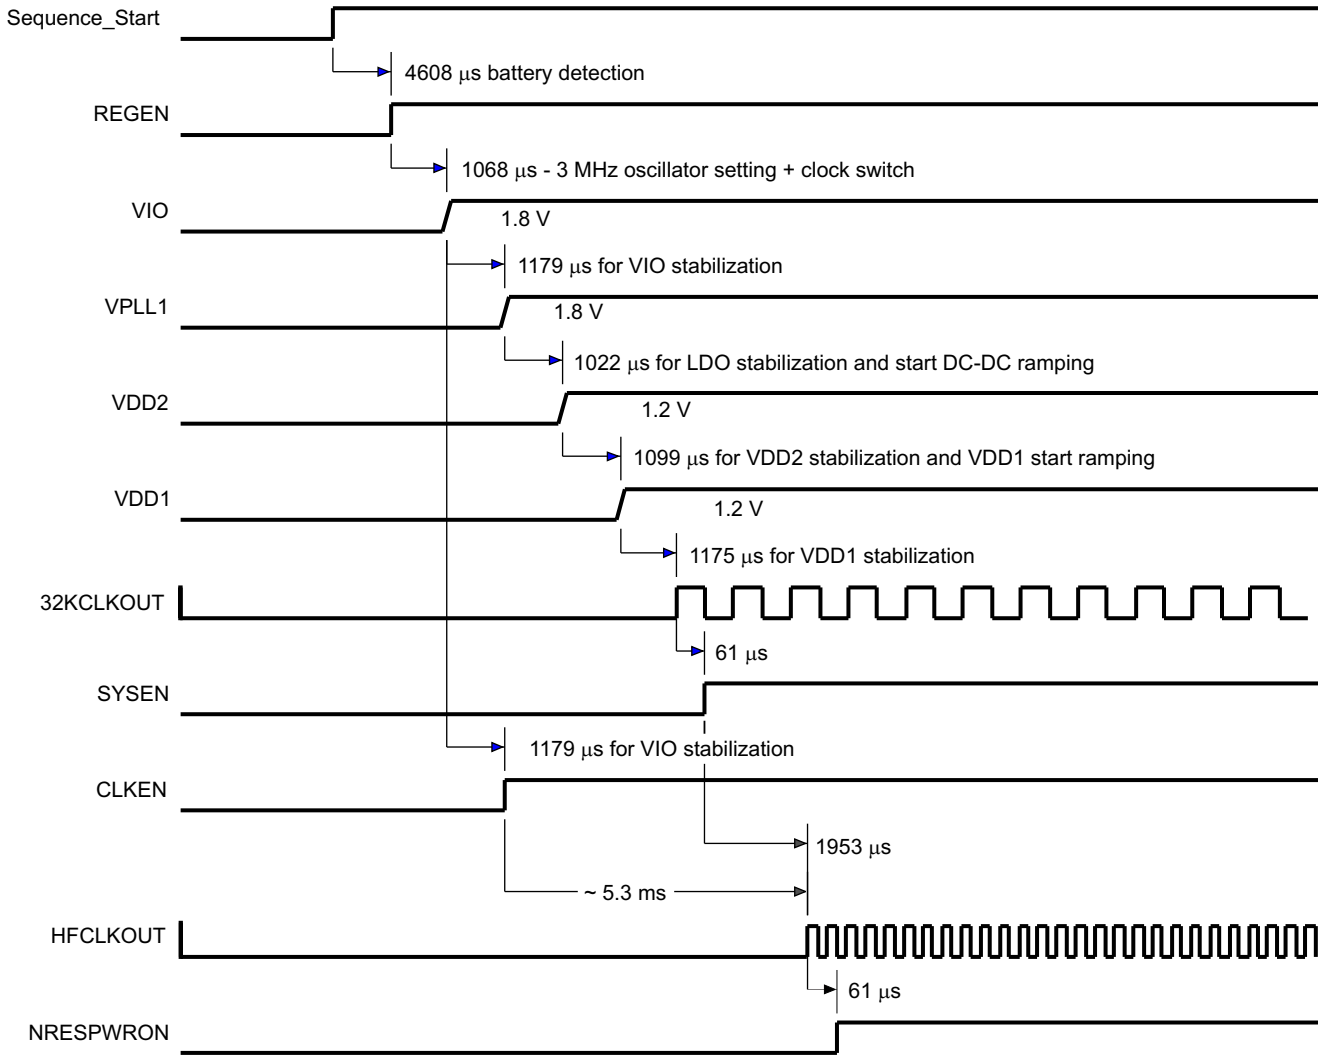 Sequence_Start
4608 μs battery detection
REGEN
1068 μs - 3 MHz oscillator setting + clock switch
VIO
1.8 V
1179 μs for VIO stabilization
VPLL1
1.8 V
1022 μs for LDO stabilization and start DC-DC ramping
VDD2
1.2 V
1099 μs for VDD2 stabilization and VDD1 start ramping
VDD1
1.2 V
1175 μs for VDD1 stabilization
32KCLKOUT
61 μs
SYSEN
1179 μs for VIO stabilization
CLKEN
1953 μs
~ 5.3 ms
HFCLKOUT
61 μs
NRESPWRON